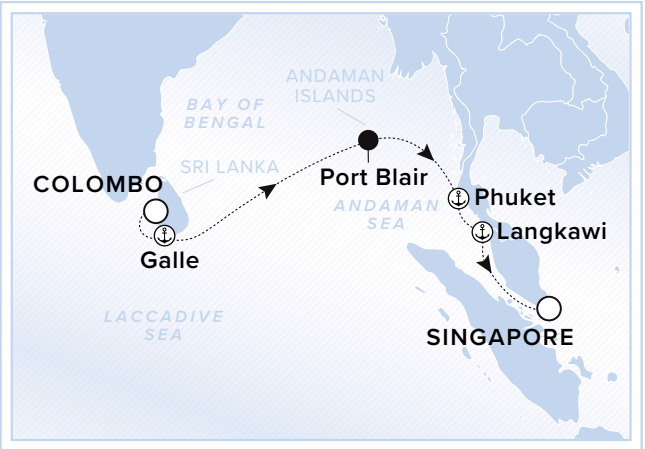 ANDAMAN
ISLANDS
BAY OF
BENGAL
SRI LANKA
Port Blair
COLOMBO
Phuket
ANDAMAN
SEA
Langkawi
Galle
LACCADIVE
SEA
SINGAPORE